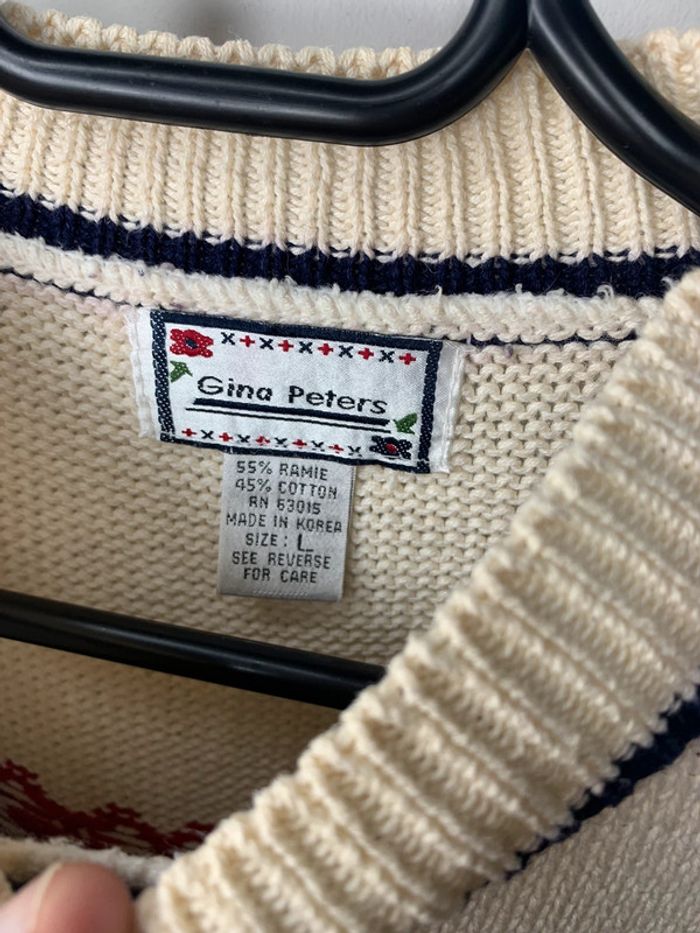 Gina Peters
55% RAMIE
45% COTTON
RN 63015
MADE IN KOREA
SIZE: L
SEE REVERSE
FOR CARE